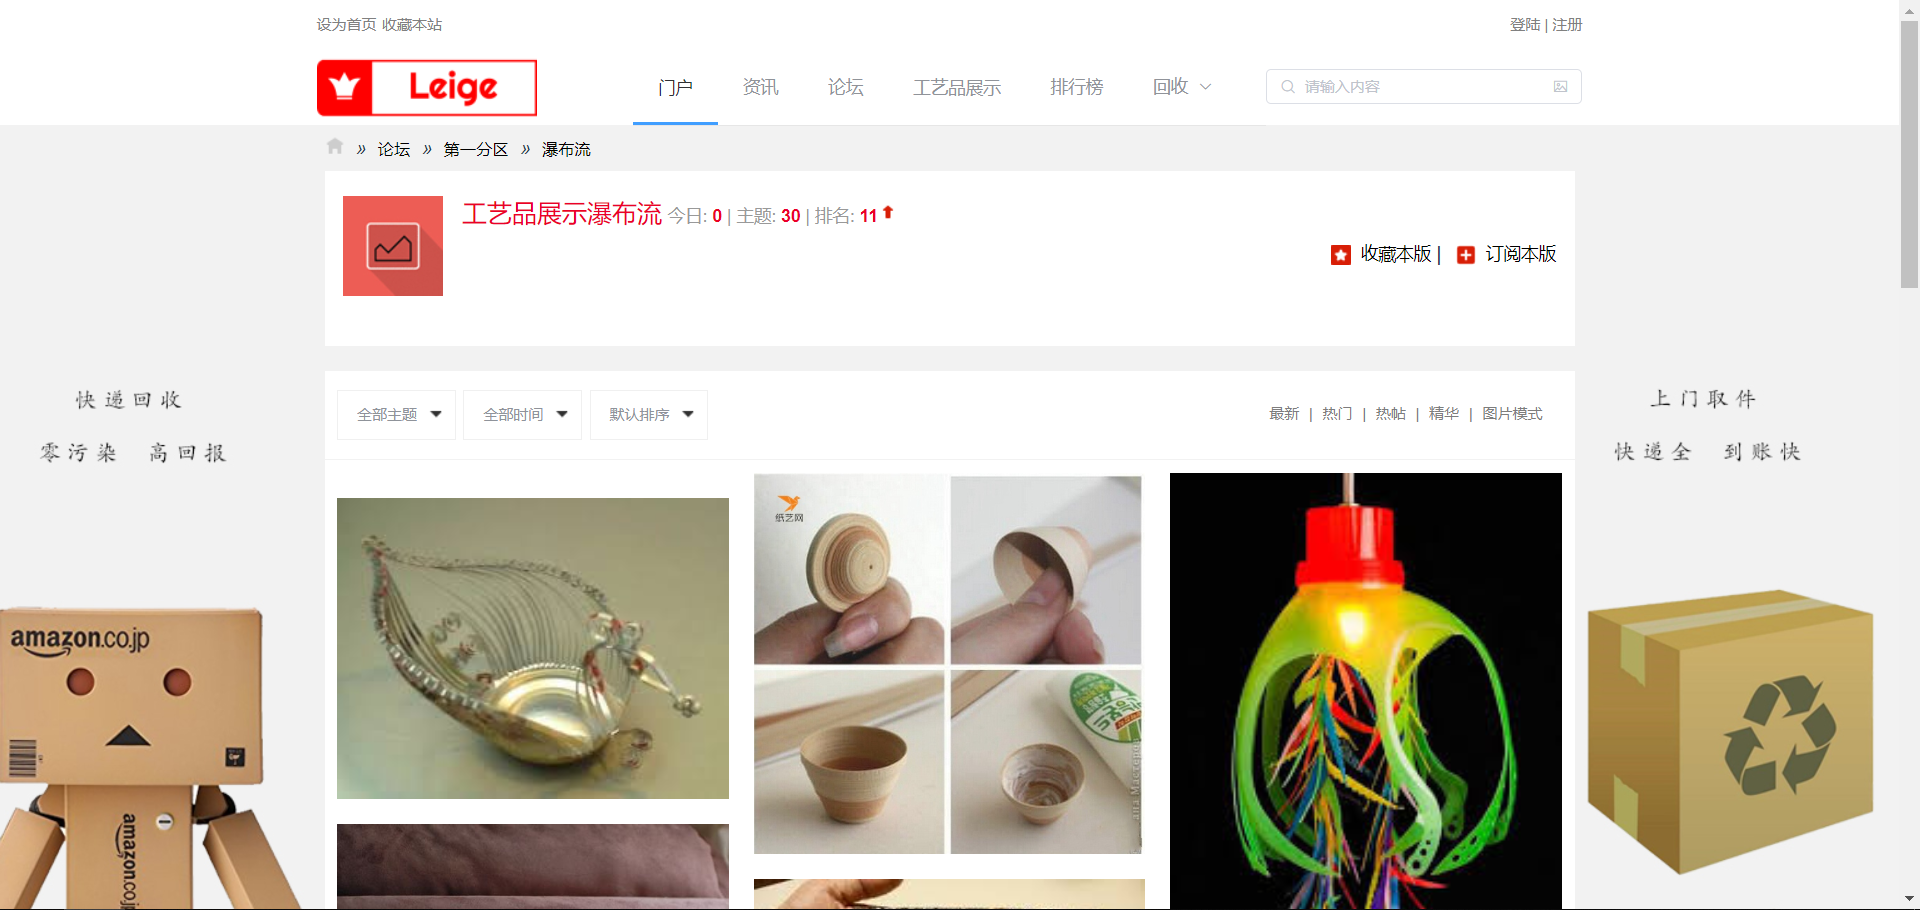 设为首页 收藏本站
登陆 | 注册
Leige
门户 资讯 论坛 工艺品展示 排行榜 回收
请输入内容
» 论坛 » 第一分区 » 瀑布流
工艺品展示瀑布流 今日: 0 | 主题: 30 | 排名: 11
收藏本版 | 订阅本版
全部主题 全部时间 默认排序
最新 | 热门 | 热帖 | 精华 | 图片模式
快递回收
零污染 高回报
上门取件
快递全 到账快
纸艺网
amazon.co.jp
amazon.co.jp